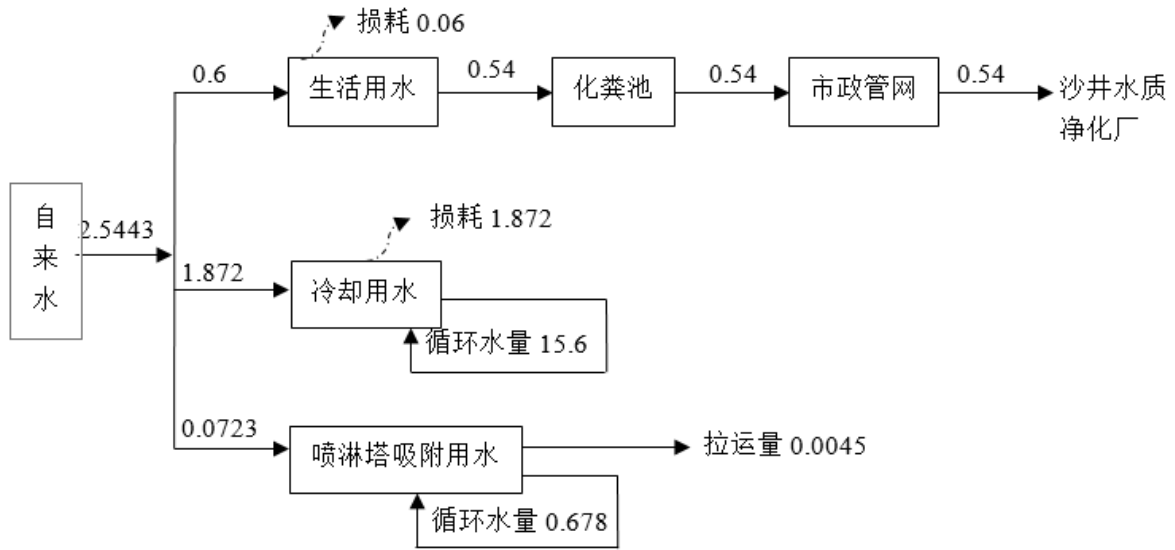 损耗 0.06
0.6
生活用水
0.54
化粪池
0.54
市政管网
0.54
沙井水质
净化厂
自
来
水
2.5443
损耗 1.872
1.872
冷却用水
循环水量 15.6
0.0723
喷淋塔吸附用水
拉运量 0.0045
循环水量 0.678